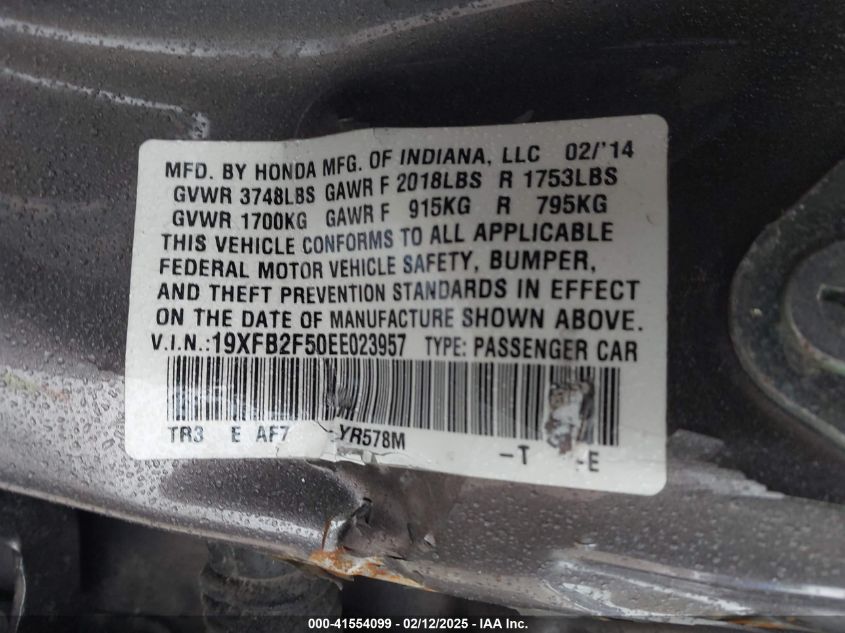 MFD. BY HONDA MFG. OF INDIANA, LLC 02/'14
GVWR 3748LBS GAWR F 2018LBS R 1753LBS
GVWR 1700KG GAWR F 915KG R 795KG
THIS VEHICLE CONFORMS TO ALL APPLICABLE
FEDERAL MOTOR VEHICLE SAFETY, BUMPER,
AND THEFT PREVENTION STANDARDS IN EFFECT
ON THE DATE OF MANUFACTURE SHOWN ABOVE.
V.I.N.:19XFB2F50EE023957 TYPE: PASSENGER CAR
TR3 E AF7 YR578M -T -E
000-41554099 - 02/12/2025 - IAA Inc.